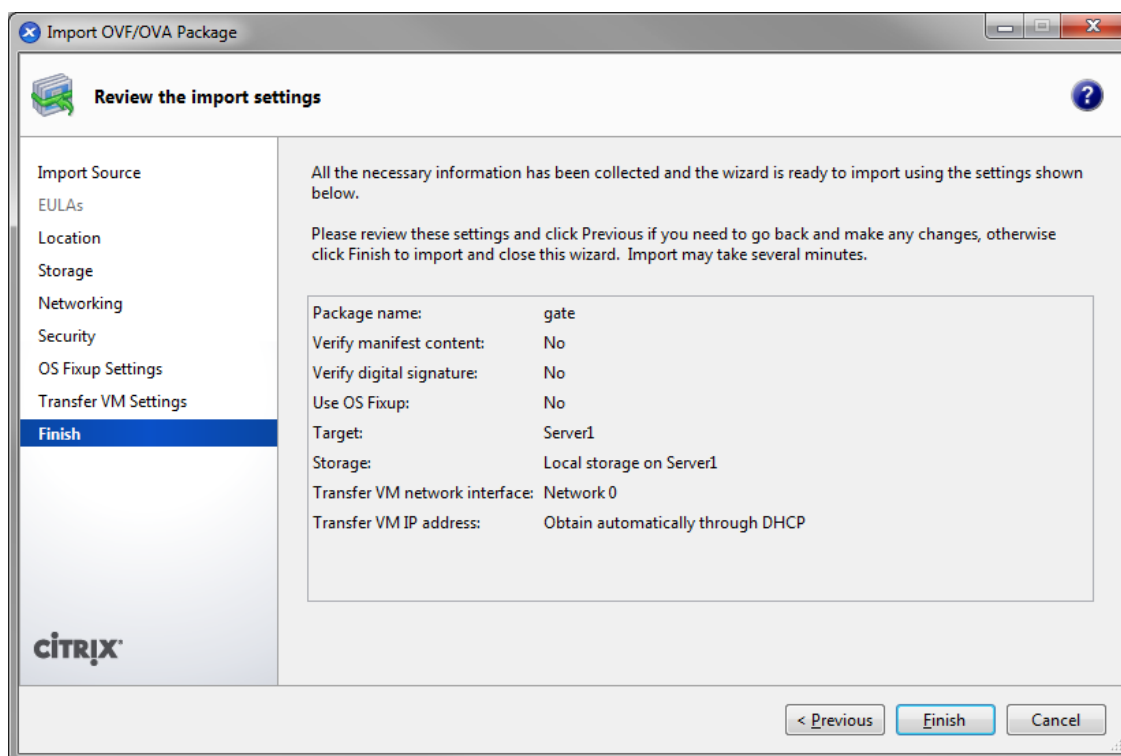 Import OVF/OVA Package
Review the import settings
?
Import Source
EULAs
Location
Storage
Networking
Security
OS Fixup Settings
Transfer VM Settings
Finish
CİTRIX
All the necessary information has been collected and the wizard is ready to import using the settings shown
below.
Please review these settings and click Previous if you need to go back and make any changes, otherwise
click Finish to import and close this wizard.  Import may take several minutes.
Package name: gate
Verify manifest content: No
Verify digital signature: No
Use OS Fixup: No
Target: Server1
Storage: Local storage on Server1
Transfer VM network interface: Network 0
Transfer VM IP address: Obtain automatically through DHCP
< Previous Finish Cancel